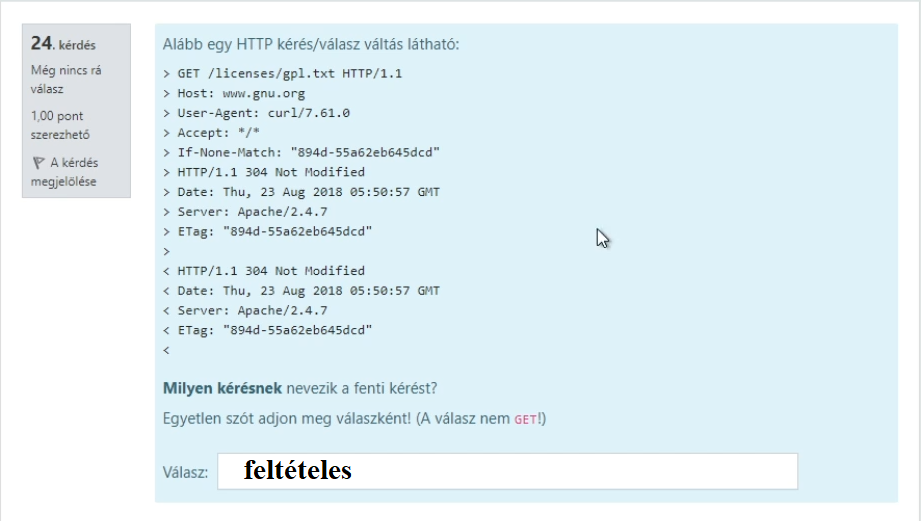 24. kérdés
Még nincs rá
válasz
1,00 pont
szerezhető
A kérdés
megjelölése
Alább egy HTTP kérés/válasz váltás látható:
> GET /licenses/gpl.txt HTTP/1.1
> Host: www.gnu.org
> User-Agent: curl/7.61.0
> Accept: */*
> If-None-Match: "894d-55a62eb645dcd"
> HTTP/1.1 304 Not Modified
> Date: Thu, 23 Aug 2018 05:50:57 GMT
> Server: Apache/2.4.7
> ETag: "894d-55a62eb645dcd"
>
< HTTP/1.1 304 Not Modified
< Date: Thu, 23 Aug 2018 05:50:57 GMT
< Server: Apache/2.4.7
< ETag: "894d-55a62eb645dcd"
<
Milyen kérésnek nevezik a fenti kérést?
Egyetlen szót adjon meg válaszként! (A válasz nem GET!)
Válasz: feltételes